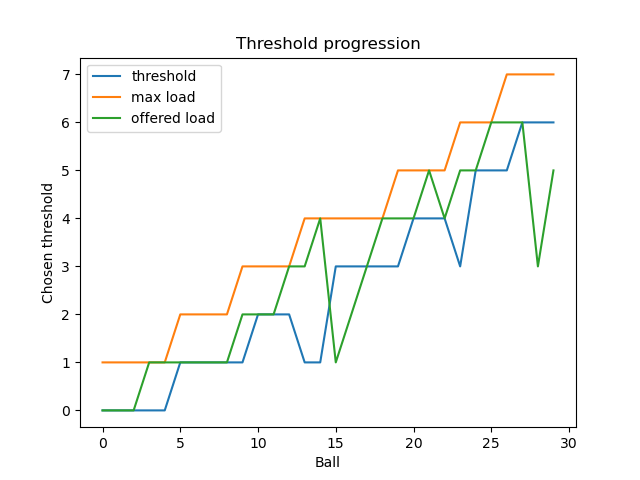 Threshold progression
threshold
max load
offered load
Chosen threshold
7
6
5
4
3
2
1
0
0 5 10 15 20 25 30
Ball